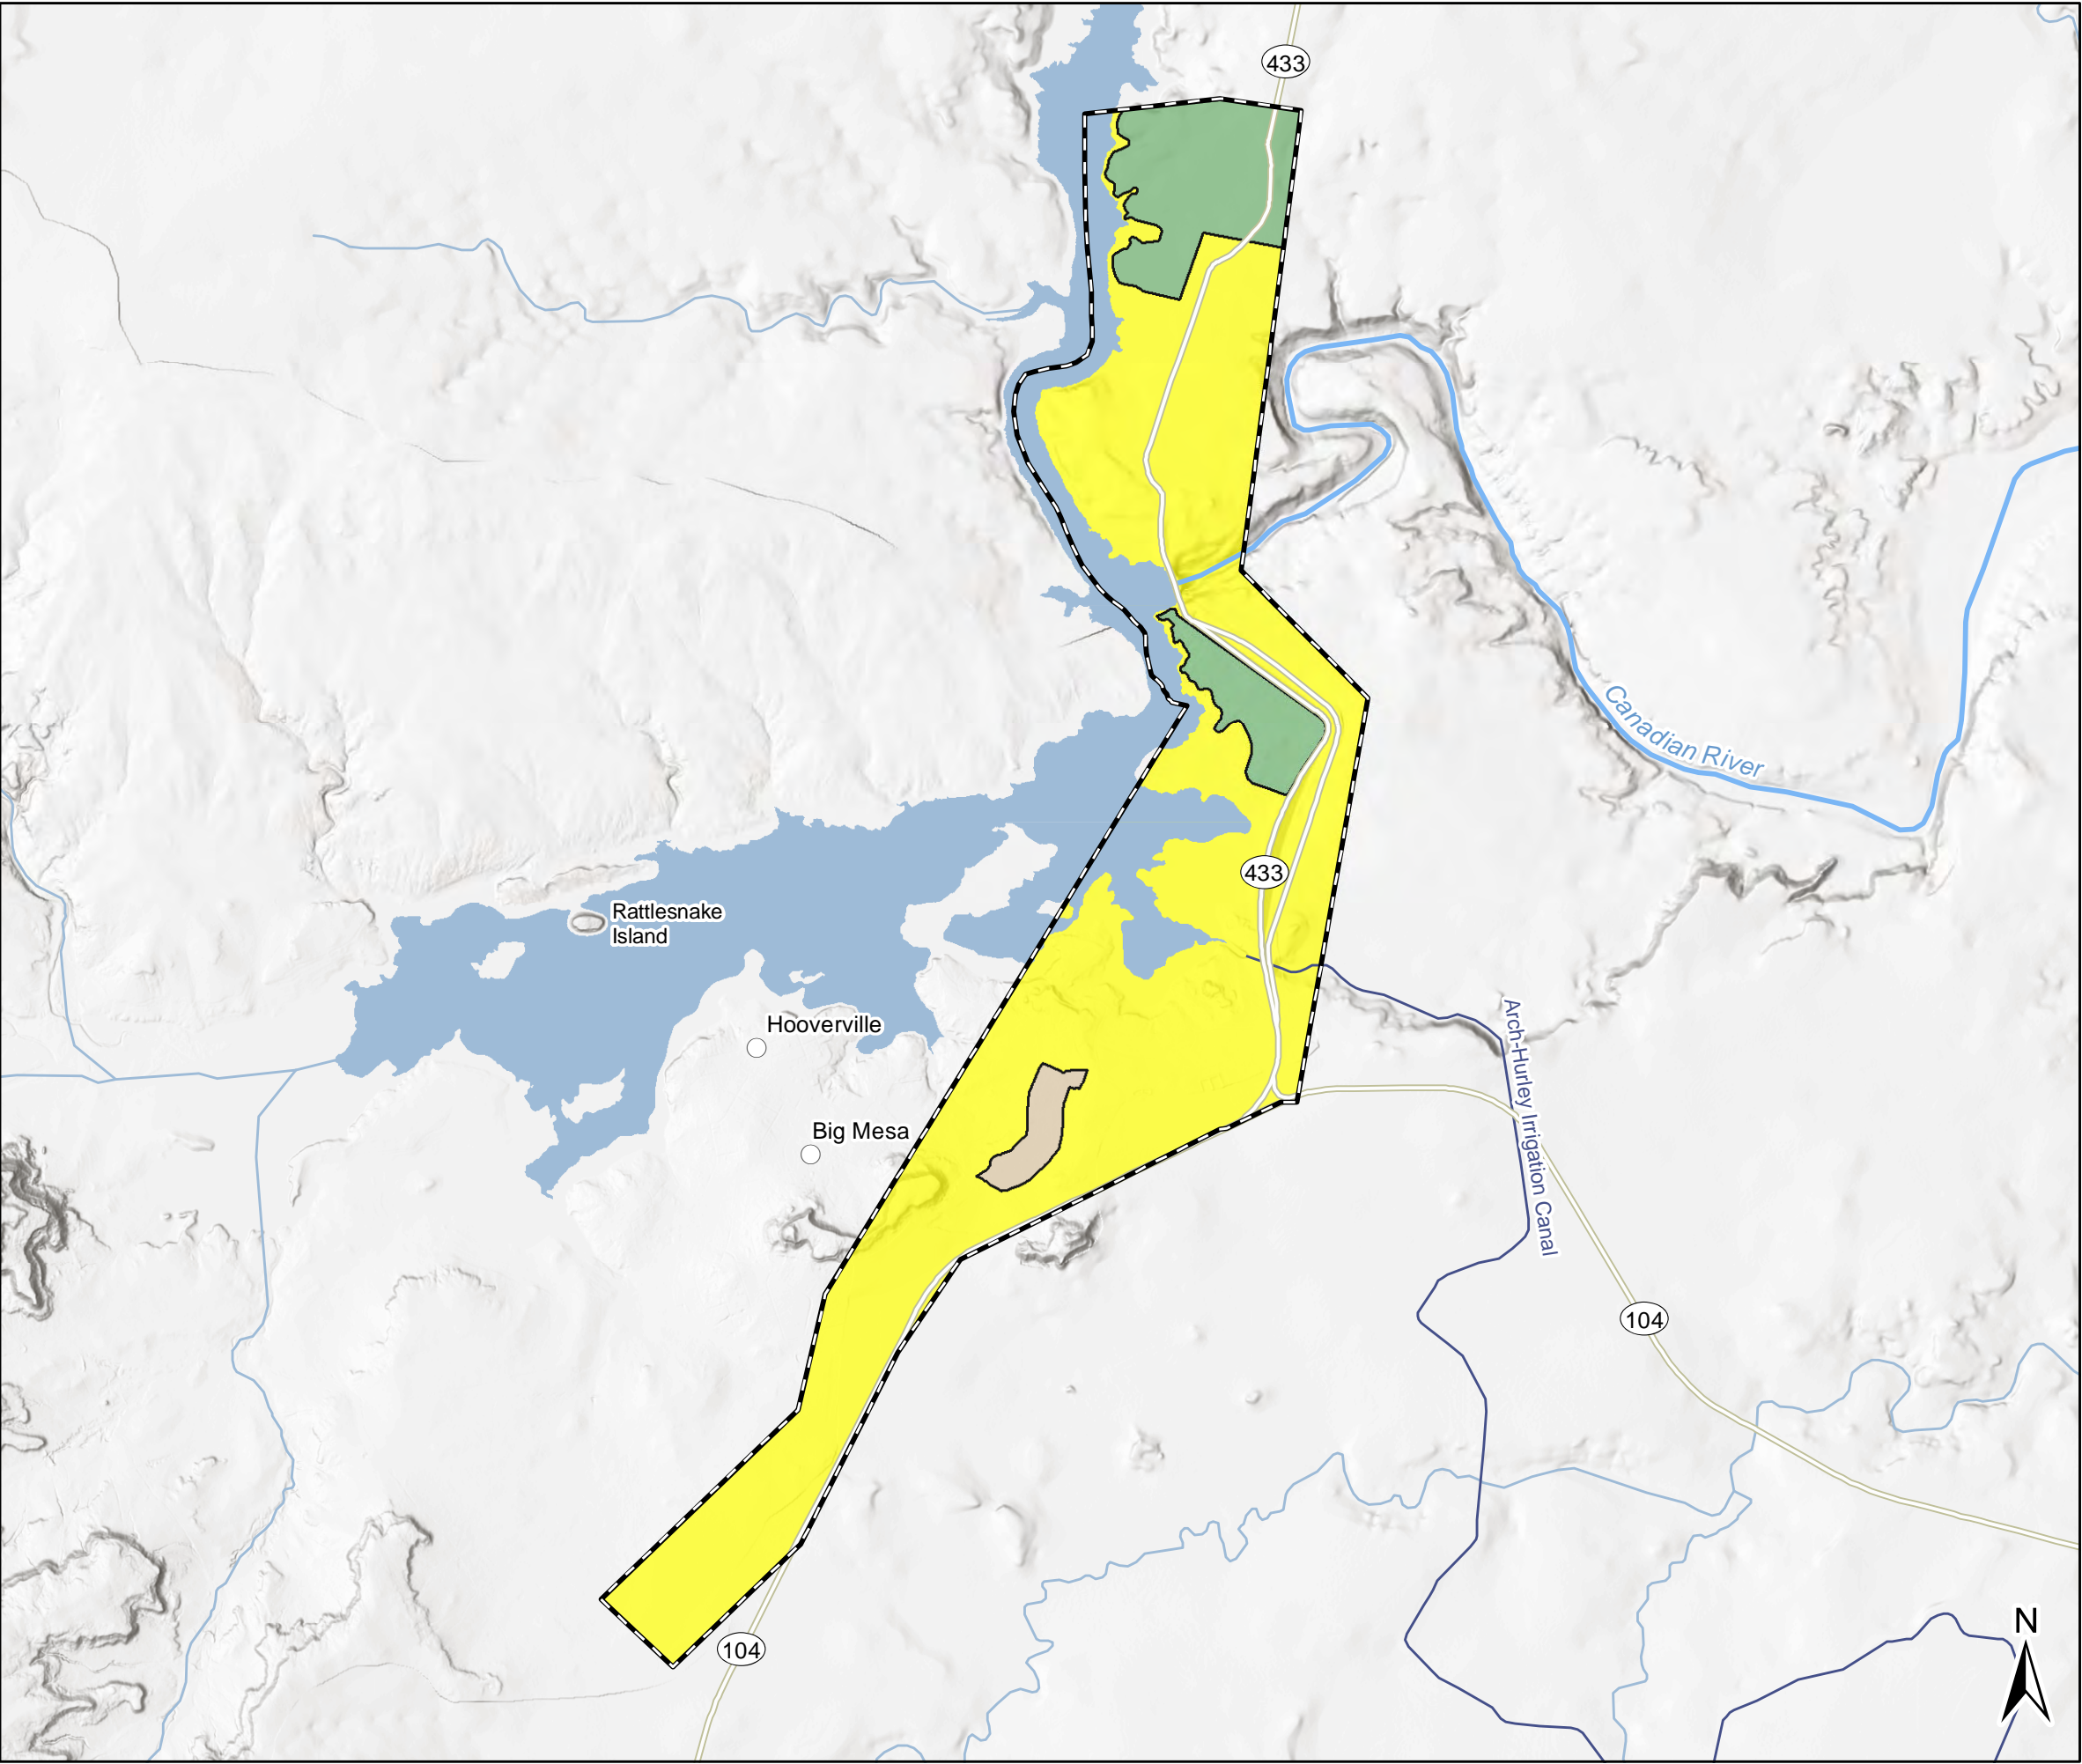 433
Canadian River
433
Rattlesnake
Island
Hooverville
Arch-Hurley Irrigation Canal
Big Mesa
104
N
104